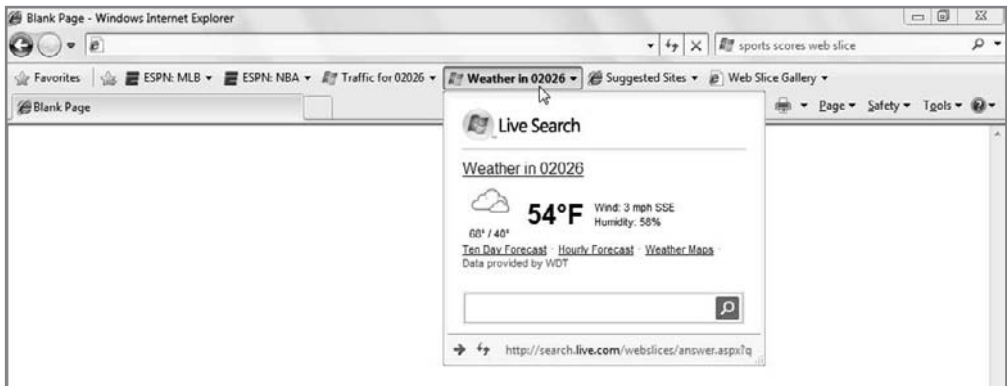 Blank Page - Windows Internet Explorer
sports scores web slice
Favorites ESPN: MLB ESPN: NBA Traffic for 02026 Weather in 02026 Suggested Sites Web Slice Gallery
Blank Page Page Safety Tools
Live Search
Weather in 02026
54°F Wind: 3 mph SSE
Humidity: 58%
68° / 40°
Ten Day Forecast · Hourly Forecast · Weather Maps ·
Data provided by WDT
http://search.live.com/webslices/answer.aspx?q